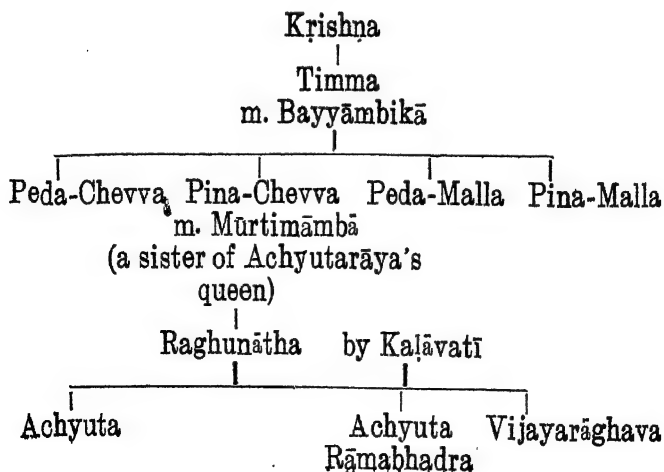 Kṛishṇa
Timma
m. Bayyāmbikā
Peda-Chevva Pina-Chevva Peda-Malla Pina-Malla
m. Mūrtimāmbā
(a sister of Achyutarāya's
queen)
Raghunātha by Kaḷāvatī
Achyuta Achyuta Vijayarāghava
Rāmabhadra